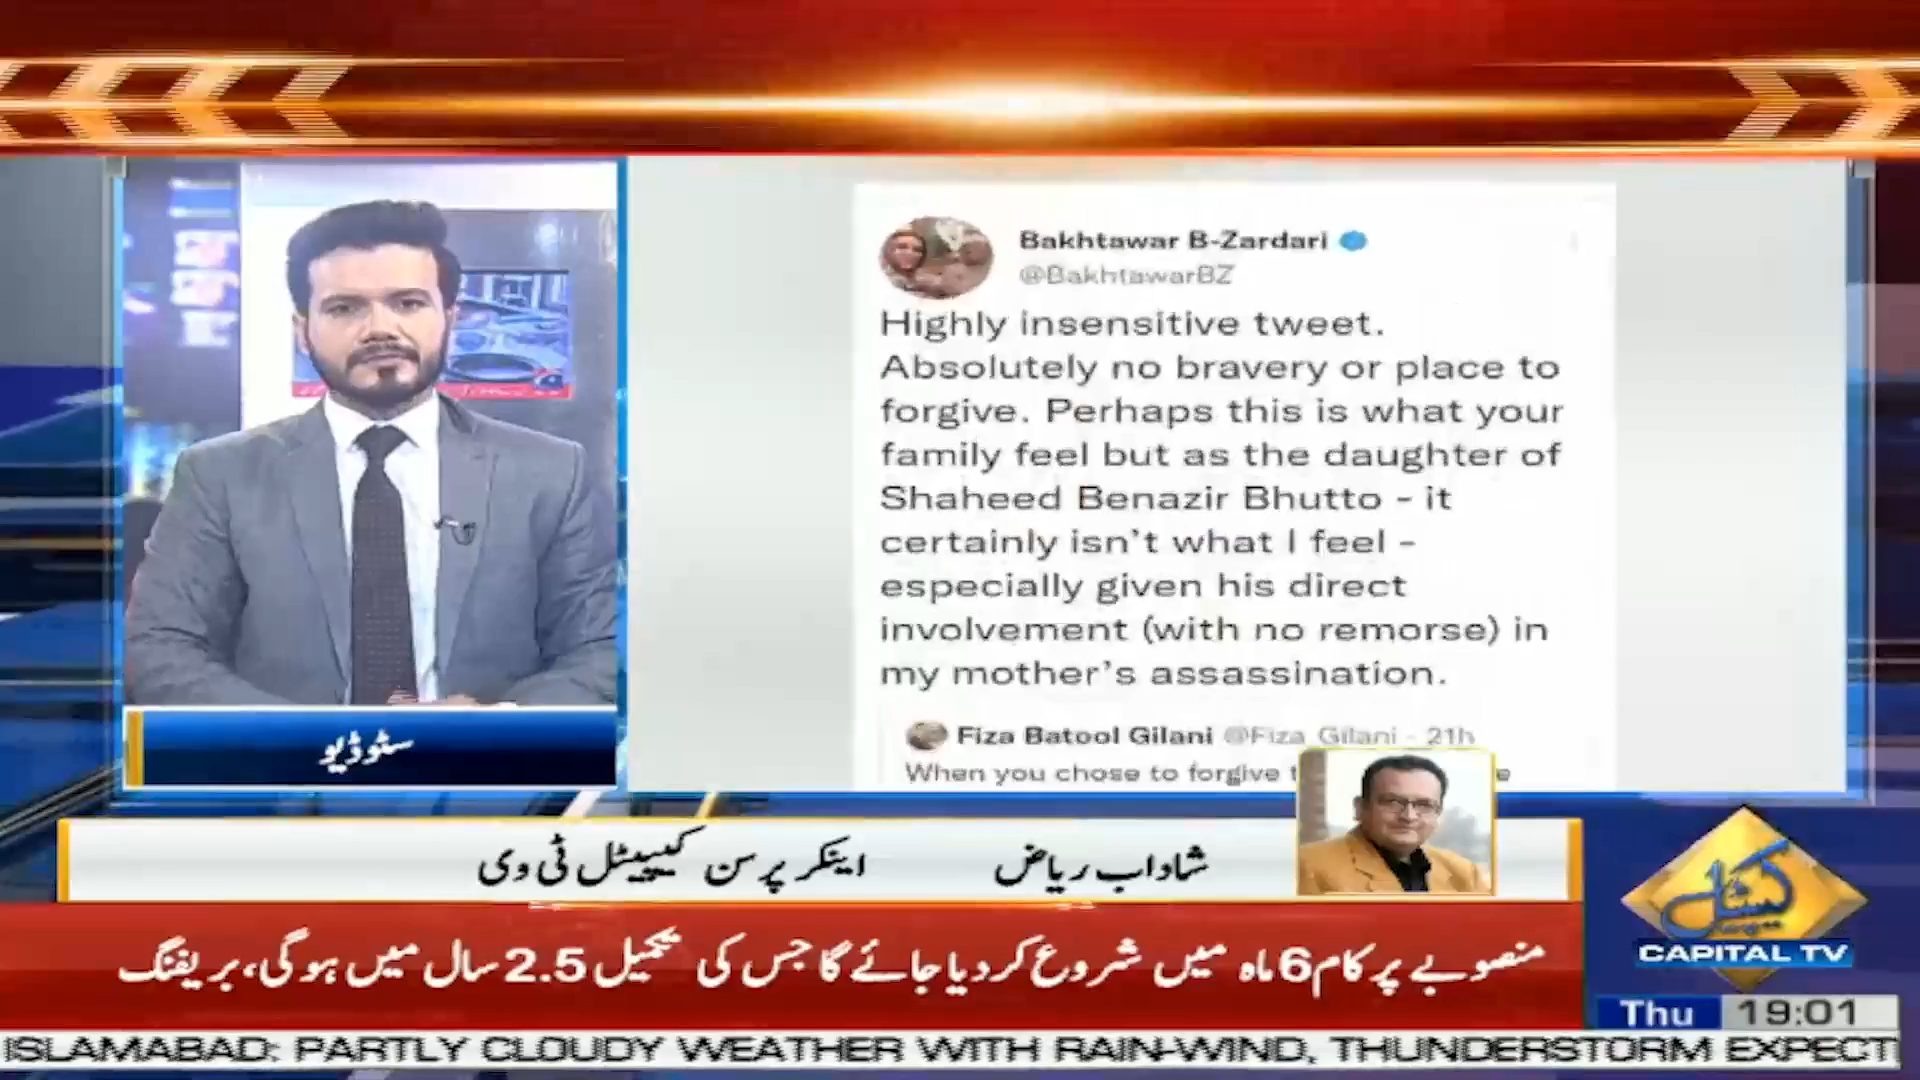 Bakhtawar B-Zardari
@BakhtawarBZ
Highly insensitive tweet.
Absolutely no bravery or place to
forgive. Perhaps this is what your
family feel but as the daughter of
Shaheed Benazir Bhutto - it
certainly isn't what I feel -
especially given his direct
involvement (with no remorse) in
my mother's assassination.
Fiza Batool Gilani @Fiza_Gilani - 21h
When you chose to forgive
سٹوڈیو
شاداب ریاض اینکر پرسن کیپیٹل ٹی وی
منصوبے پر کام 6 ماہ میں شروع کر دیا جائے گا جس کی تکمیل 2.5 سال میں ہوگی، بریفنگ
کیپیٹل
CAPITAL TV
Thu 19:01
ISLAMABAD: PARTLY CLOUDY WEATHER WITH RAIN-WIND, THUNDERSTORM EXPECT